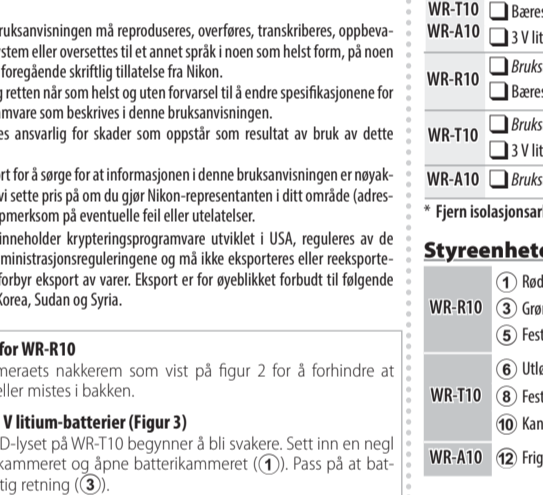 ruksanvisningen må reproduseres, overføres, transkriberes, oppbeva-
stem eller oversettes til et annet språk i noen som helst form, på noen
foregående skriftlig tillatelse fra Nikon.
g retten når som helst og uten forvarsel til å endre spesifikasjonene for
amvare som beskrives i denne bruksanvisningen.
es ansvarlig for skader som oppstår som resultat av bruk av dette
rt for å sørge for at informasjonen i denne bruksanvisningen er nøyak-
vi sette pris på om du gjør Nikon-representanten i ditt område (adres-
pmerksom på eventuelle feil eller utelatelser.
inneholder krypteringsprogramvare utviklet i USA, reguleres av de
ministrasjonsreguleringene og må ikke eksporteres eller reeksporte-
forbyr eksport av varer. Eksport er for øyeblikket forbudt til følgende
Korea, Sudan og Syria.
for WR-R10
meraets nakkerem som vist på figur 2 for å forhindre at
eller mistes i bakken.
V litium-batterier (Figur 3)
D-lyset på WR-T10 begynner å bli svakere. Sett inn en negl
kammeret og åpne batterikammeret (①). Pass på at bat-
tig retning (③).
WR-T10 ❏ Bæres
WR-A10 ❏ 3 V lit
WR-R10 ❏ Bruks
❏ Bæres
WR-T10 ❏ Bruks
❏ 3 V lit
WR-A10 ❏ Bruks
* Fjern isolasjonsar
Styreenhete
① Rød
WR-R10 ③ Grø
⑤ Fest
⑥ Utlø
WR-T10 ⑧ Fest
⑩ Kan
WR-A10 ⑫ Frig